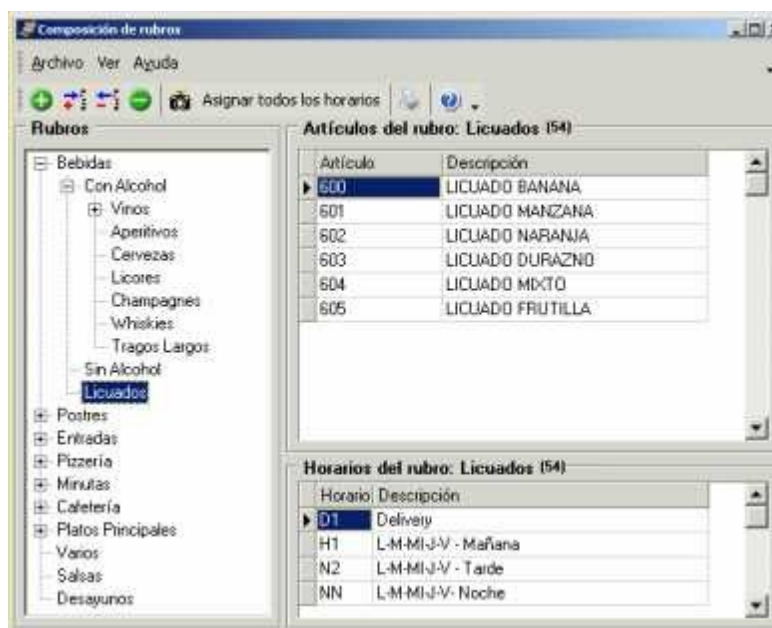 Composición de rubros
Archivo Ver Ayuda
Asignar todos los horarios
Rubros
Bebidas
Con Alcohol
Vinos
Aperitivos
Cervezas
Licores
Champagnes
Whiskies
Tragos Largos
Sin Alcohol
Licuados
Postres
Entradas
Pizzería
Minutas
Cafetería
Platos Principales
Varios
Salsas
Desayunos
Artículos del rubro: Licuados (54)
Artículo Descripción
600 LICUADO BANANA
601 LICUADO MANZANA
602 LICUADO NARANJA
603 LICUADO DURAZNO
604 LICUADO MIXTO
605 LICUADO FRUTILLA
Horarios del rubro: Licuados (54)
Horario Descripción
D1 Delivery
H1 L-M-MI-J-V - Mañana
N2 L-M-MI-J-V - Tarde
NN L-M-MI-J-V- Noche